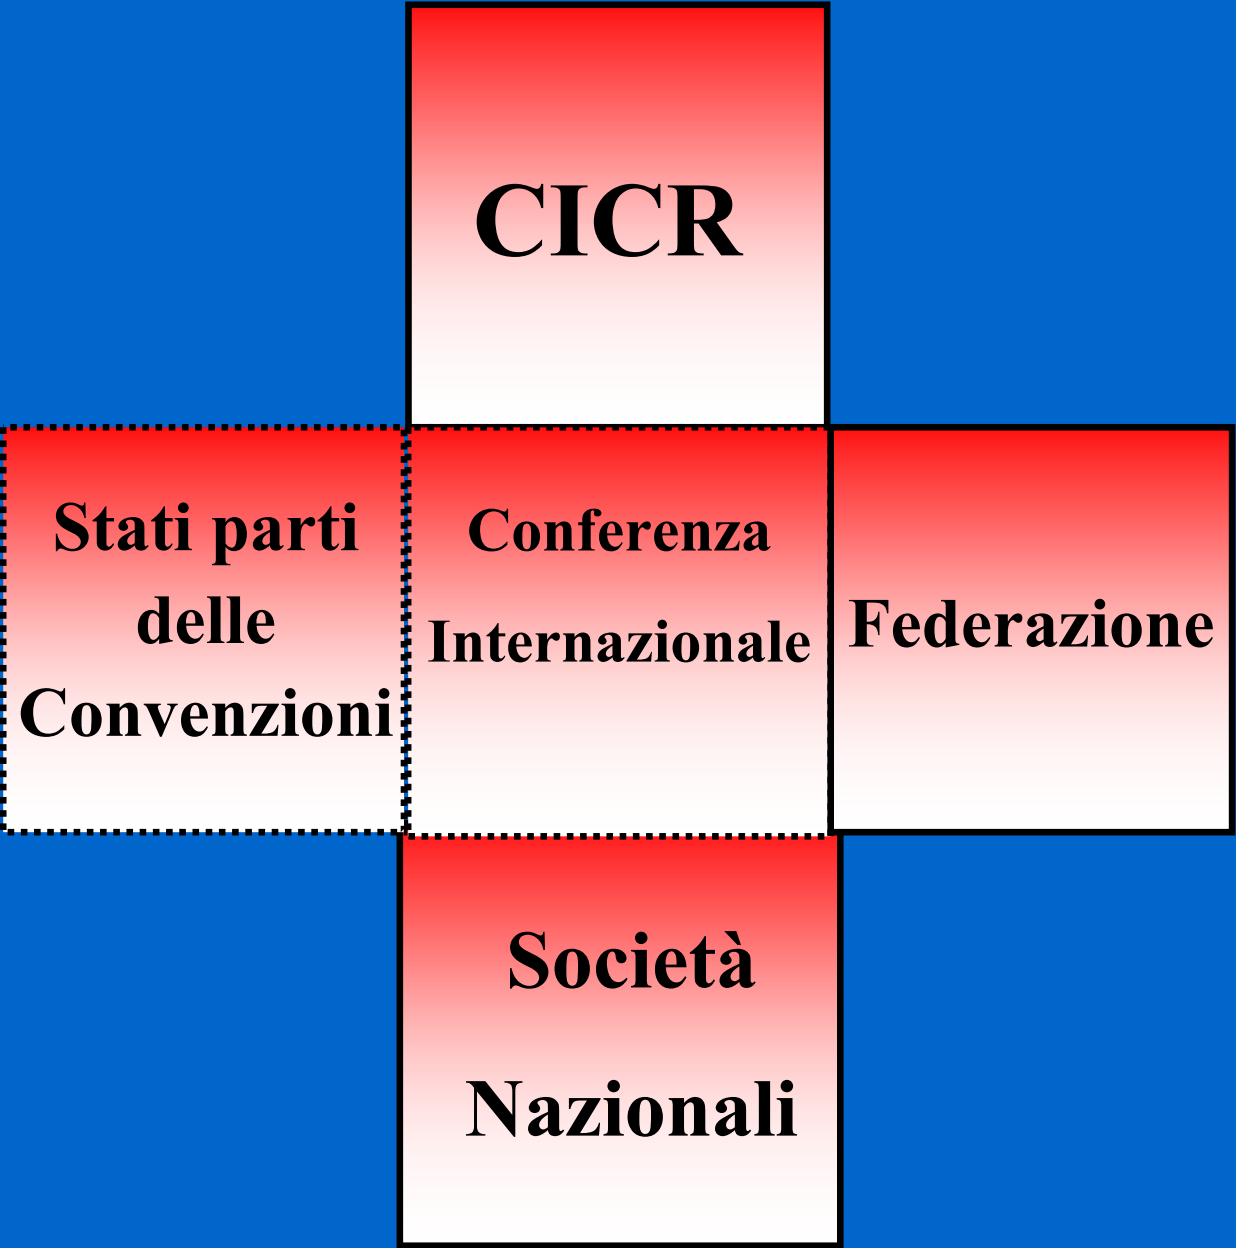 CICR
Stati parti
delle
Convenzioni
Conferenza
Internazionale
Federazione
Società
Nazionali